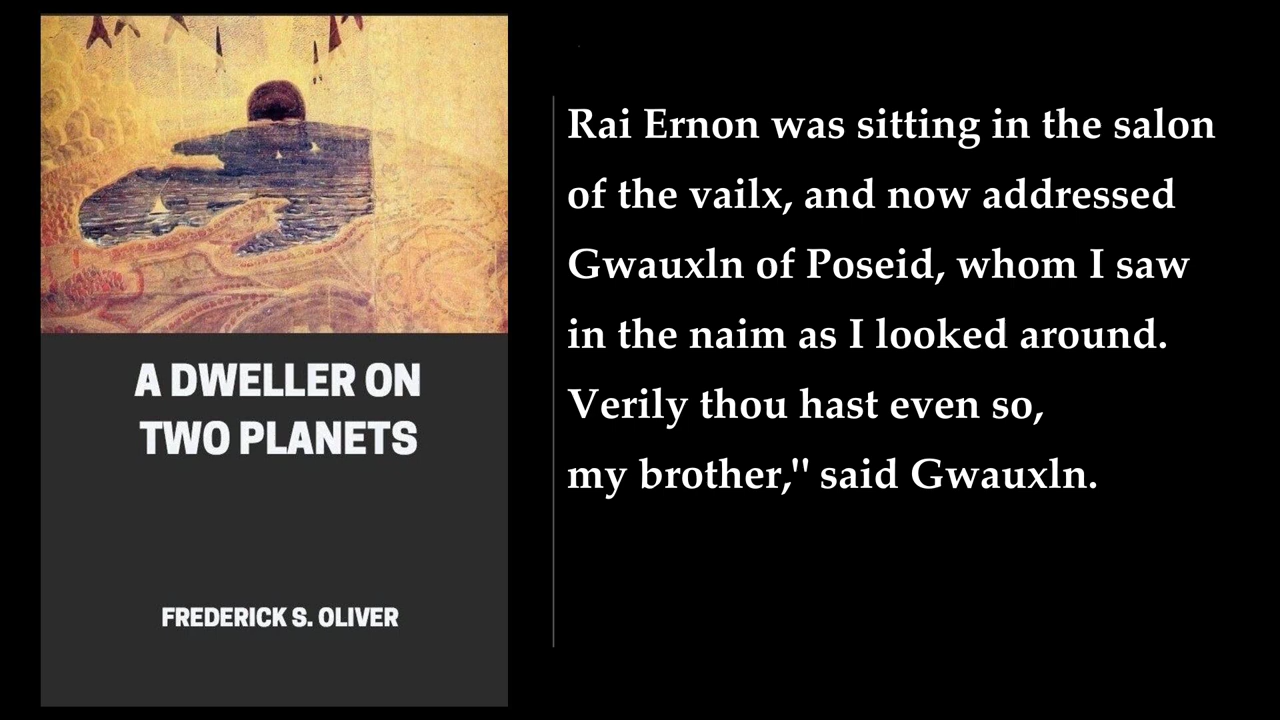 A DWELLER ON
TWO PLANETS
FREDERICK S. OLIVER
Rai Ernon was sitting in the salon
of the vailx, and now addressed
Gwauxln of Poseid, whom I saw
in the naim as I looked around.
Verily thou hast even so,
my brother," said Gwauxln.